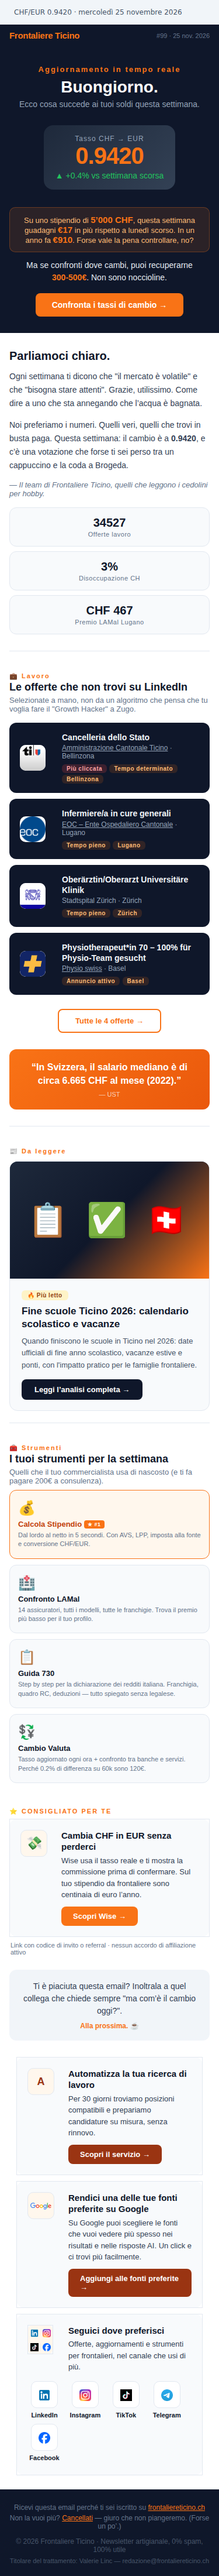 CHF/EUR 0.9420 · mercoledì 25 novembre 2026
Frontaliere Ticino
#99 · 25 nov. 2026
Aggiornamento in tempo reale
Buongiorno.
Ecco cosa succede ai tuoi soldi questa settimana.
Tasso CHF → EUR
0.9420
▲ +0.4% vs settimana scorsa
Su uno stipendio di 5'000 CHF, questa settimana
guadagni €17 in più rispetto a lunedì scorso. In un
anno fa €910. Forse vale la pena controllare, no?
Ma se confronti dove cambi, puoi recuperare
300-500€. Non sono noccioline.
Confronta i tassi di cambio →
Parliamoci chiaro.
Ogni settimana ti dicono che "il mercato è volatile" e
che "bisogna stare attenti". Grazie, utilissimo. Come
dire a uno che sta annegando che l'acqua è bagnata.
Noi preferiamo i numeri. Quelli veri, quelli che trovi in
busta paga. Questa settimana: il cambio è a 0.9420, e
c'è una votazione che forse ti sei perso tra un
cappuccino e la coda a Brogeda.
— Il team di Frontaliere Ticino, quelli che leggono i cedolini
per hobby.
34527
Offerte lavoro
3%
Disoccupazione CH
CHF 467
Premio LAMal Lugano
💼 Lavoro
Le offerte che non trovi su LinkedIn
Selezionate a mano, non da un algoritmo che pensa che tu
voglia fare il "Growth Hacker" a Zugo.
Cancelleria dello Stato
Amministrazione Cantonale Ticino ·
Bellinzona
Più cliccata
Tempo determinato
Bellinzona
eoc
Infermiere/a in cure generali
EOC – Ente Ospedaliero Cantonale ·
Lugano
Tempo pieno
Lugano
Oberärztin/Oberarzt Universitäre
Klinik
Stadtspital Zürich · Zürich
Tempo pieno
Zürich
Physiotherapeut*in 70 – 100% für
Physio-Team gesucht
Physio swiss · Basel
Annuncio attivo
Basel
Tutte le 4 offerte →
"In Svizzera, il salario mediano è di
circa 6.665 CHF al mese (2022)."
— UST
📰 Da leggere
🔥 Più letto
Fine scuole Ticino 2026: calendario
scolastico e vacanze
Quando finiscono le scuole in Ticino nel 2026: date
ufficiali di fine anno scolastico, vacanze estive e
ponti, con l'impatto pratico per le famiglie frontaliere.
Leggi l'analisi completa →
🧰 Strumenti
I tuoi strumenti per la settimana
Quelli che il tuo commercialista usa di nascosto (e ti fa
pagare 200€ a consulenza).
Calcola Stipendio ★ #1
Dal lordo al netto in 5 secondi. Con AVS, LPP, imposta alla fonte
e conversione CHF/EUR.
Confronto LAMal
14 assicuratori, tutti i modelli, tutte le franchigie. Trova il premio
più basso per il tuo profilo.
Guida 730
Step by step per la dichiarazione dei redditi italiana. Franchigia,
quadro RC, deduzioni — tutto spiegato senza legalese.
Cambio Valuta
Tasso aggiornato ogni ora + confronto tra banche e servizi.
Perché 0.2% di differenza su 60k sono 120€.
⭐ CONSIGLIATO PER TE
Cambia CHF in EUR senza
perderci
Wise usa il tasso reale e ti mostra la
commissione prima di confermare. Sul
tuo stipendio da frontaliere sono
centinaia di euro l'anno.
Scopri Wise →
Link con codice di invito o referral · nessun accordo di affiliazione
attivo
Ti è piaciuta questa email? Inoltrala a quel
collega che chiede sempre "ma com'è il cambio
oggi?".
Alla prossima. ☕
A
Automatizza la tua ricerca di
lavoro
Per 30 giorni troviamo posizioni
compatibili e prepariamo
candidature su misura, senza
rinnovo.
Scopri il servizio →
Google
Rendici una delle tue fonti
preferite su Google
Su Google puoi scegliere le fonti
che vuoi vedere più spesso nei
risultati e nelle risposte AI. Un click e
ci trovi più facilmente.
Aggiungi alle fonti preferite
→
Seguici dove preferisci
Offerte, aggiornamenti e strumenti
per frontalieri, nel canale che usi di
più.
LinkedIn
Instagram
TikTok
Telegram
Facebook
Ricevi questa email perché ti sei iscritto su frontaliereticino.ch
Non la vuoi più? Cancellati — giuro che non piangeremo. (Forse
un po'.)
© 2026 Frontaliere Ticino · Newsletter artigianale, 0% spam,
100% utile
Titolare del trattamento: Valerie Lins — redazione@frontaliereticino.ch